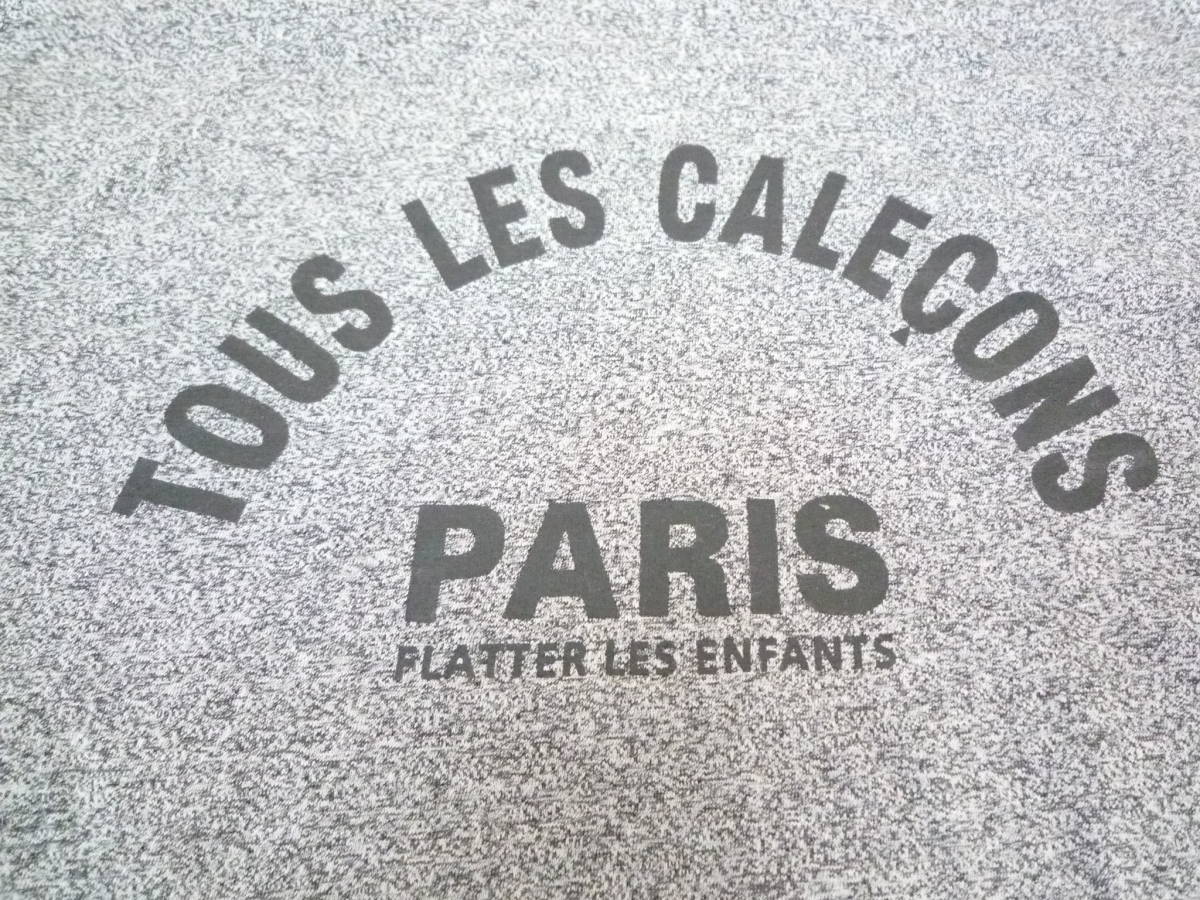 TOUS LES CALEÇONS
PARIS
FLATTER LES ENFANTS